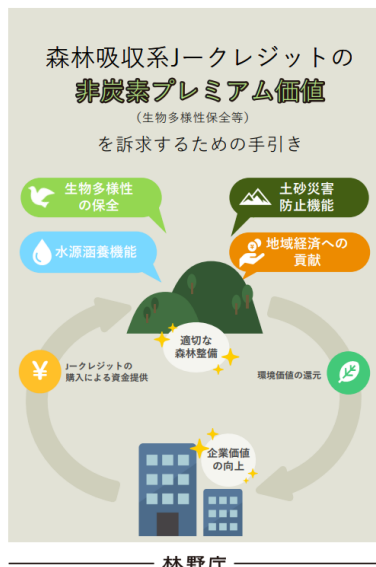 森林吸収系J-クレジットの
非炭素プレミアム価値
（生物多様性保全等）
を訴求するための手引き
生物多様性
の保全
土砂災害
防止機能
水源涵養機能
地域経済への
貢献
適切な
森林整備
¥
J-クレジットの
購入による資金提供
環境価値の還元
企業価値
の向上
林野庁